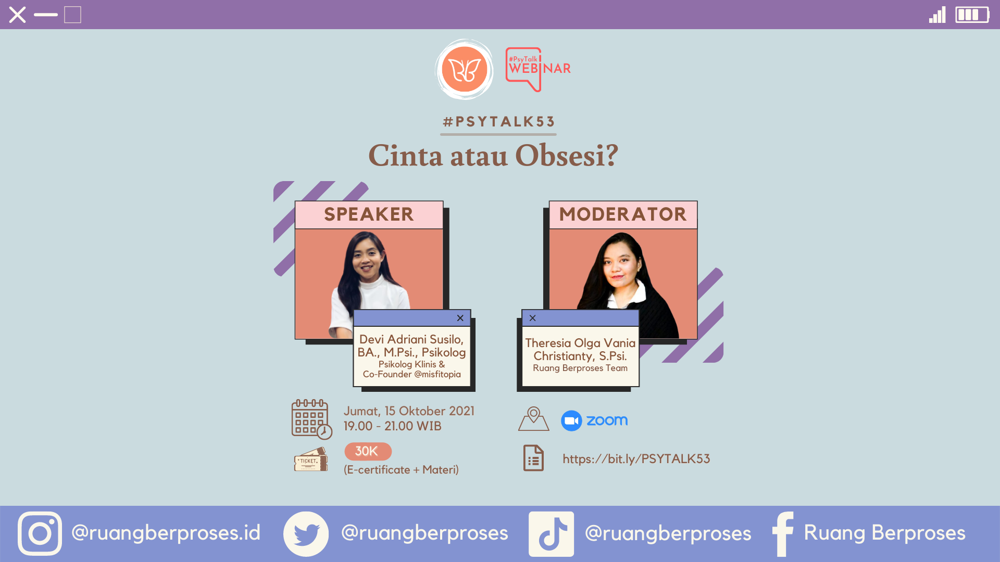 #PsyTalk
WEBINAR
#PSYTALK53
Cinta atau Obsesi?
SPEAKER
Devi Adriani Susilo,
BA., M.Psi., Psikolog
Psikolog Klinis &
Co-Founder @misfitopia
MODERATOR
Theresia Olga Vania
Christianty, S.Psi.
Ruang Berproses Team
Jumat, 15 Oktober 2021
19.00 - 21.00 WIB
TICKET
30K
(E-certificate + Materi)
zoom
https://bit.ly/PSYTALK53
@ruangberproses.id
@ruangberproses
@ruangberproses
Ruang Berproses